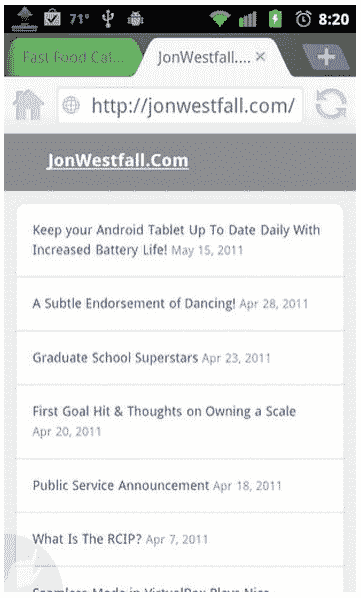 71° 8:20
Fast Food Cal... JonWestfall....
http://jonwestfall.com/
JonWestfall.Com
Keep your Android Tablet Up To Date Daily With
Increased Battery Life! May 15, 2011
A Subtle Endorsement of Dancing! Apr 28, 2011
Graduate School Superstars Apr 23, 2011
First Goal Hit & Thoughts on Owning a Scale
Apr 20, 2011
Public Service Announcement Apr 18, 2011
What Is The RCIP? Apr 7, 2011